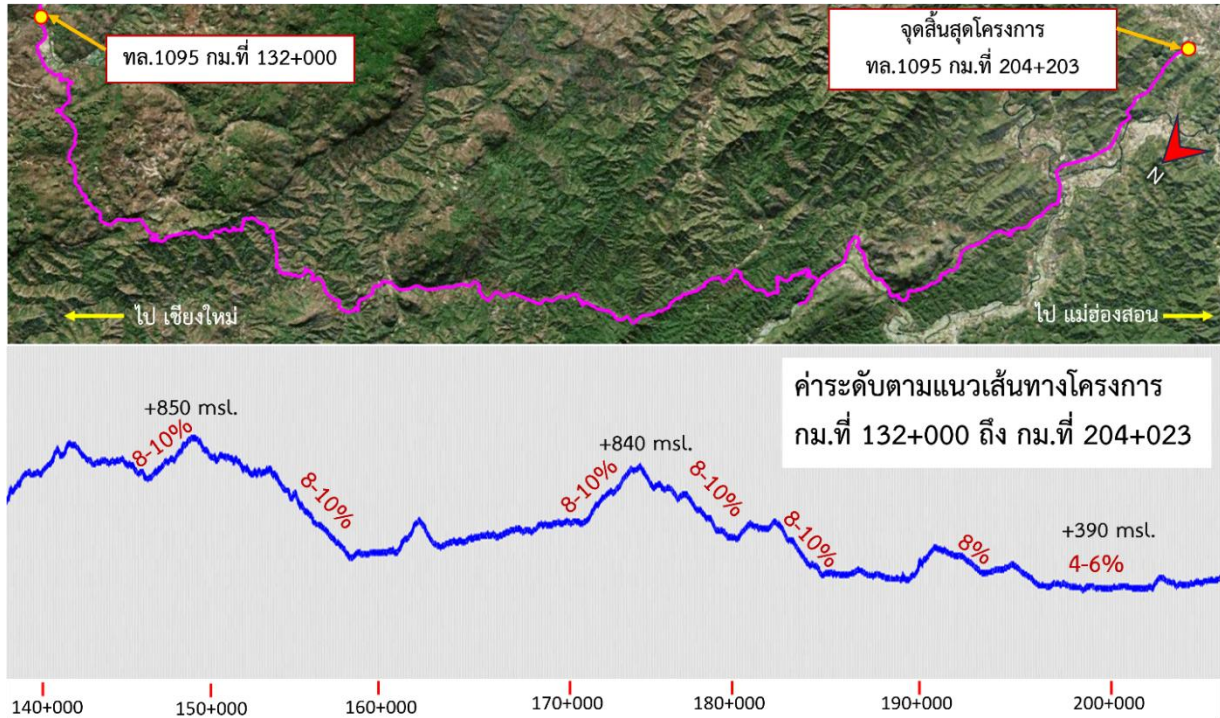 ทล.1095 กม.ที่ 132+000
จุดสิ้นสุดโครงการ
ทล.1095 กม.ที่ 204+203
N
ไป เชียงใหม่
ไป แม่ฮ่องสอน
ค่าระดับตามแนวเส้นทางโครงการ
กม.ที่ 132+000 ถึง กม.ที่ 204+023
+850 msl.
8-10%
8-10%
+840 msl.
8-10%
8-10%
8-10%
8%
+390 msl.
4-6%
140+000
150+000
160+000
170+000
180+000
190+000
200+000